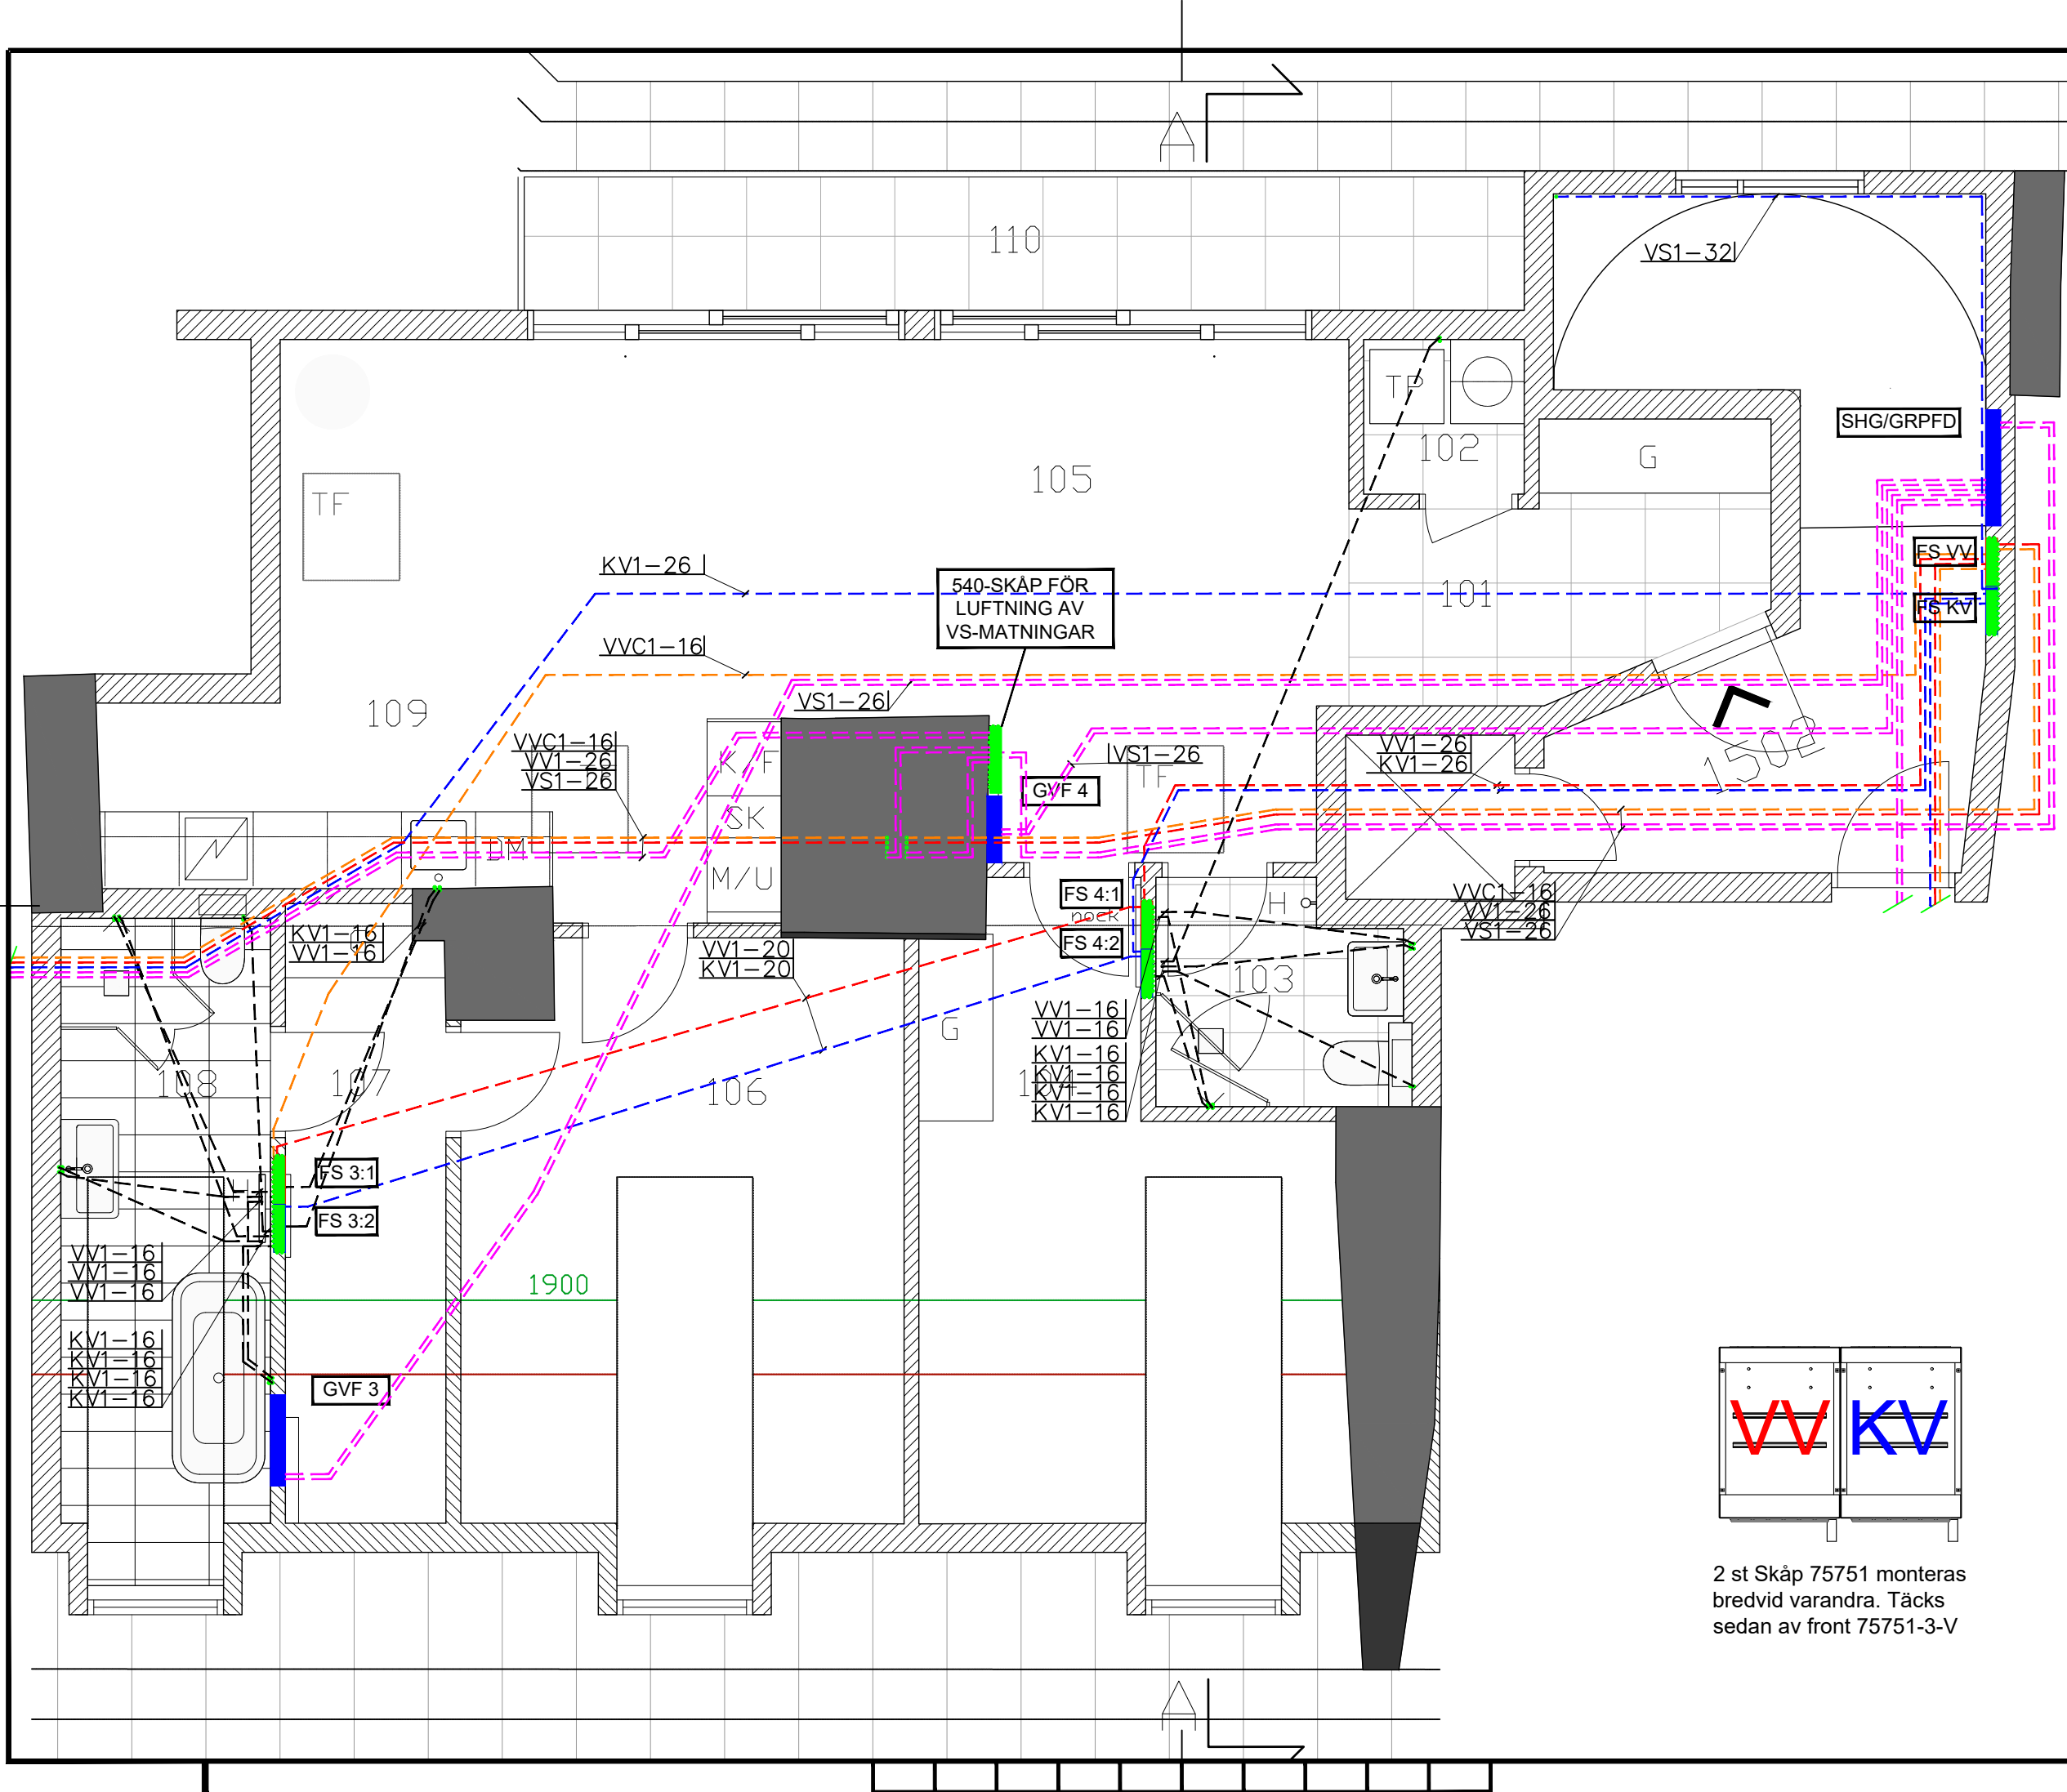 A
110
VS1-32
TP
102
G
SHG/GRPFD
105
TF
KV1-26
540-SKÅP FÖR
LUFTNING AV
VS-MATNINGAR
101
FS VV
FS KV
VVC1-16
VS1-26
109
VVC1-16
VV1-26
VS1-26
K/F
VS1-26
TF
VV1-26
KV1-26
1503
GVF 4
SK
DM
M/U
FS 4:1
H
VVC1-16
VV1-26
VS1-26
KV1-16
VV1-16
VV1-20
KV1-20
FS 4:2
103
G
VV1-16
VV1-16
KV1-16
KV1-16
KV1-16
KV1-16
108
107
106
104
FS 3:1
FS 3:2
VV1-16
VV1-16
VV1-16
1900
KV1-16
KV1-16
KV1-16
KV1-16
GVF 3
VV KV
2 st Skåp 75751 monteras
bredvid varandra. Täcks
sedan av front 75751-3-V
A